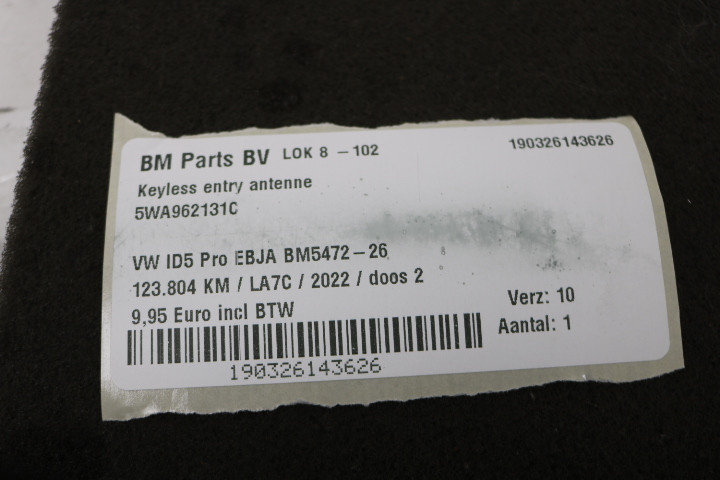 BM Parts BV LOK 8 - 102 190326143626
Keyless entry antenne
5WA962131C
VW ID5 Pro EBJA BM5472-26
123.804 KM / LA7C / 2022 / doos 2
9,95 Euro incl BTW
Verz: 10
Aantal: 1
190326143626